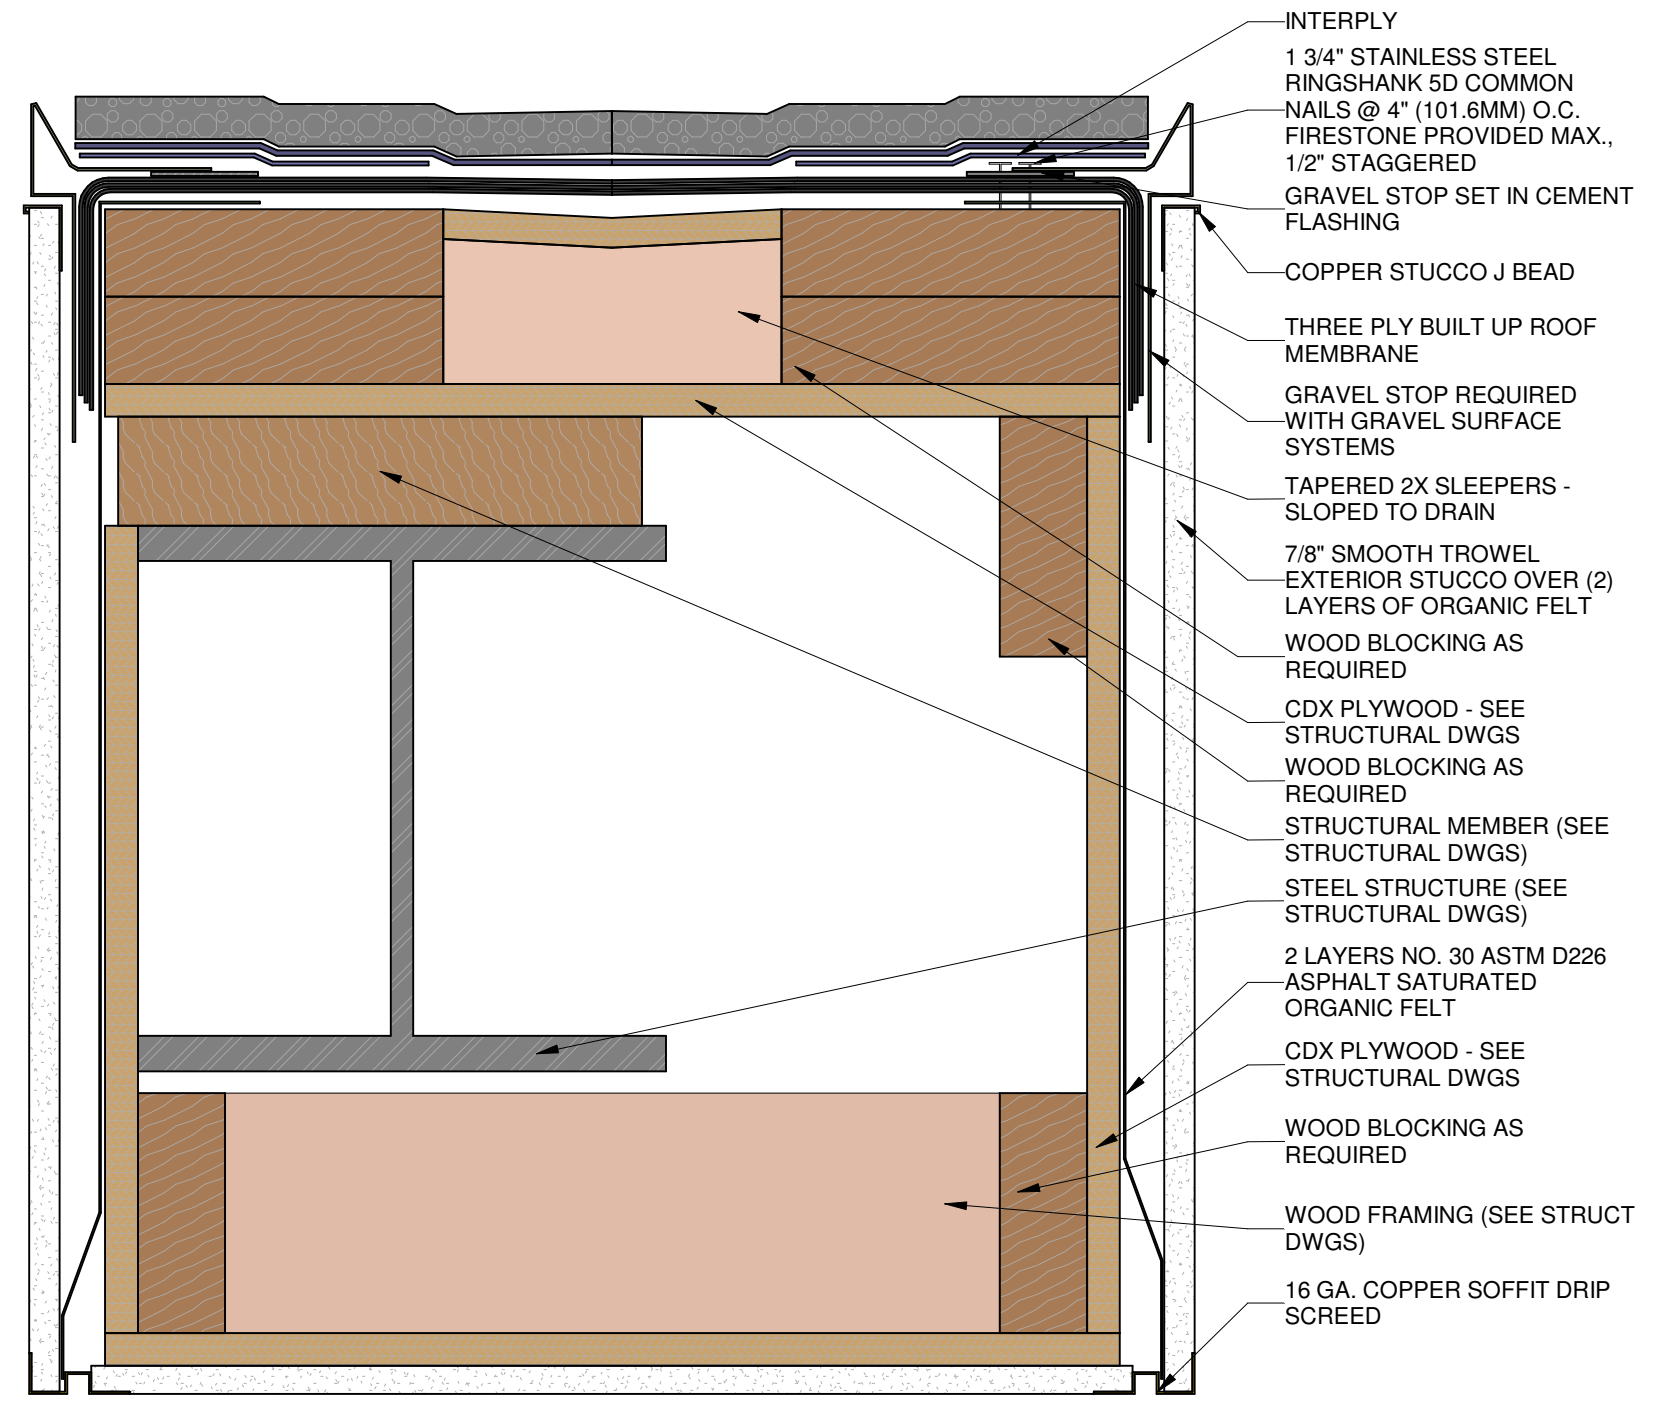 INTERPLY
1 3/4" STAINLESS STEEL
RINGSHANK 5D COMMON
NAILS @ 4" (101.6MM) O.C.
FIRESTONE PROVIDED MAX.,
1/2" STAGGERED
GRAVEL STOP SET IN CEMENT
FLASHING
COPPER STUCCO J BEAD
THREE PLY BUILT UP ROOF
MEMBRANE
GRAVEL STOP REQUIRED
WITH GRAVEL SURFACE
SYSTEMS
TAPERED 2X SLEEPERS -
SLOPED TO DRAIN
7/8" SMOOTH TROWEL
EXTERIOR STUCCO OVER (2)
LAYERS OF ORGANIC FELT
WOOD BLOCKING AS
REQUIRED
CDX PLYWOOD - SEE
STRUCTURAL DWGS
WOOD BLOCKING AS
REQUIRED
STRUCTURAL MEMBER (SEE
STRUCTURAL DWGS)
STEEL STRUCTURE (SEE
STRUCTURAL DWGS)
2 LAYERS NO. 30 ASTM D226
ASPHALT SATURATED
ORGANIC FELT
CDX PLYWOOD - SEE
STRUCTURAL DWGS
WOOD BLOCKING AS
REQUIRED
WOOD FRAMING (SEE STRUCT
DWGS)
16 GA. COPPER SOFFIT DRIP
SCREED